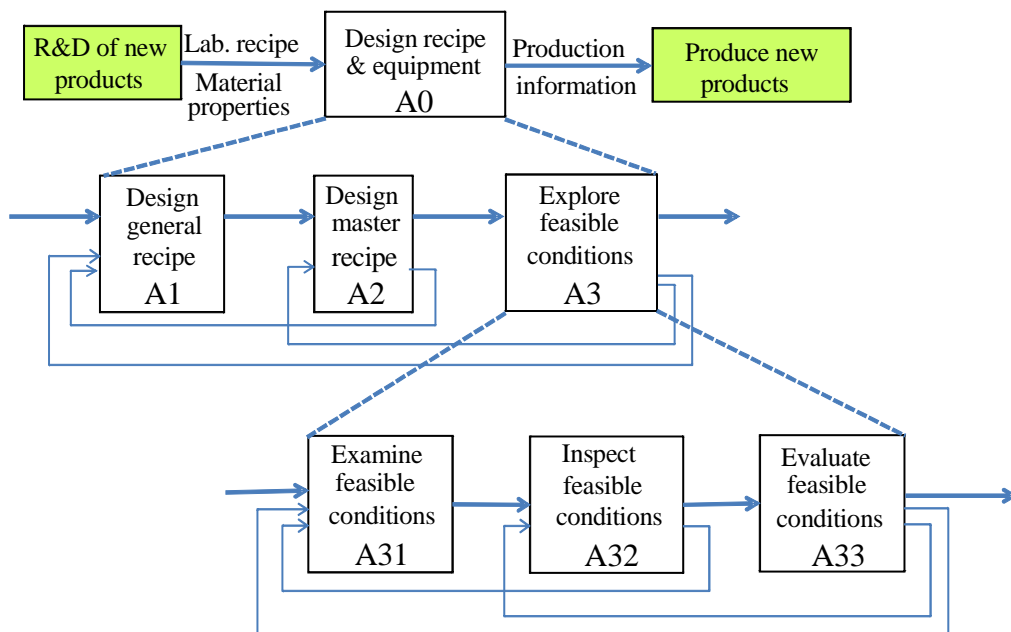 R&D of new
products
Lab. recipe
Material
properties
Design recipe
& equipment
A0
Production
information
Produce new
products
Design
general
recipe
A1
Design
master
recipe
A2
Explore
feasible
conditions
A3
Examine
feasible
conditions
A31
Inspect
feasible
conditions
A32
Evaluate
feasible
conditions
A33